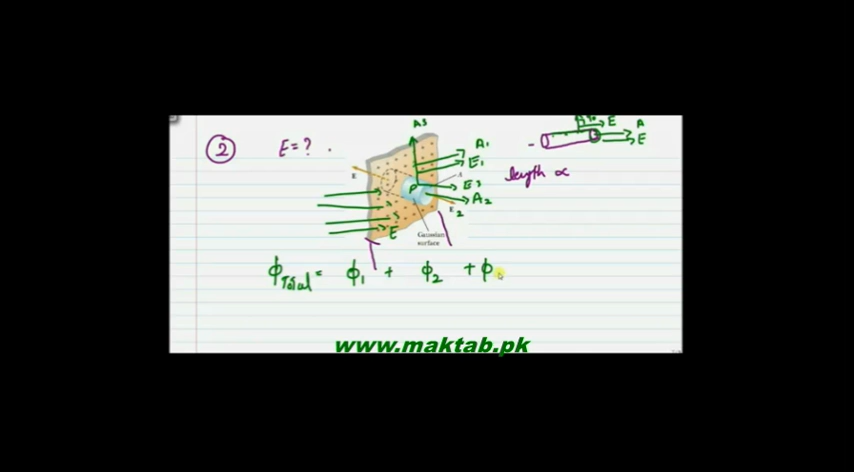 2 E = ? .
A3
A1
E1
E
P
A
E3
A2
E2
E
Gaussian
surface
A E
A
E
length ∝
ϕTotal = ϕ1 + ϕ2 + ϕ
www.maktab.pk